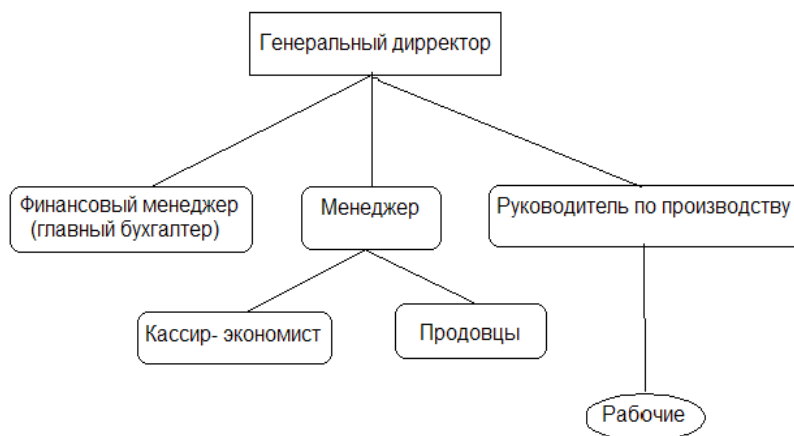 Генеральный дирректор
Финансовый менеджер
(главный бухгалтер)
Менеджер
Руководитель по производству
Кассир- экономист
Продовцы
Рабочие